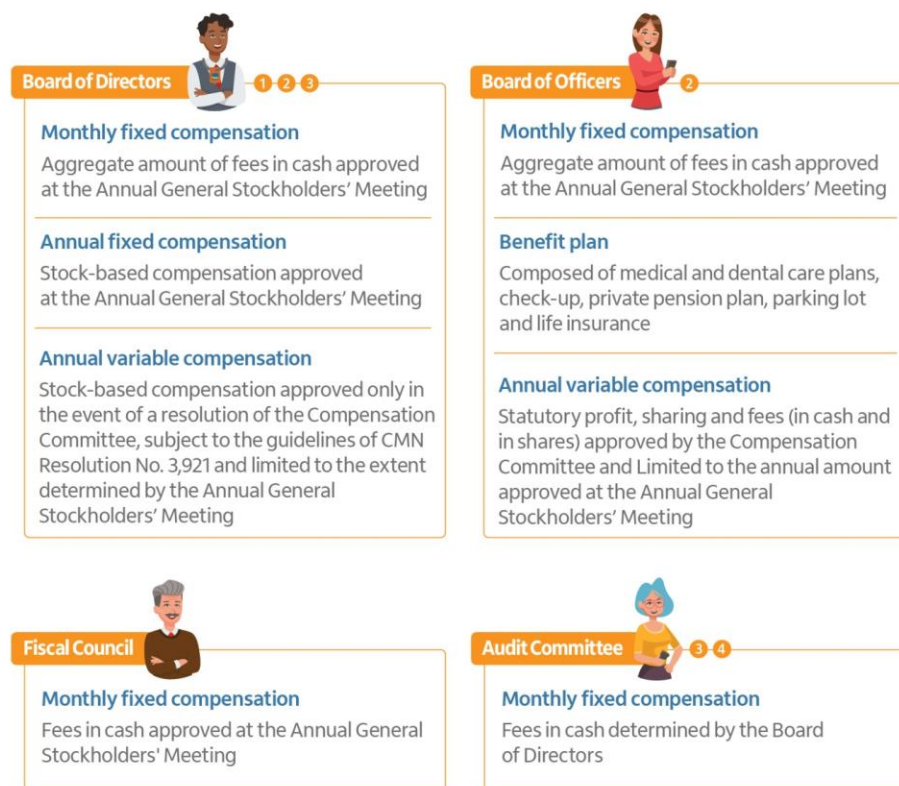 Board of Directors
1 2 3
Monthly fixed compensation
Aggregate amount of fees in cash approved
at the Annual General Stockholders' Meeting
Annual fixed compensation
Stock-based compensation approved
at the Annual General Stockholders' Meeting
Annual variable compensation
Stock-based compensation approved only in
the event of a resolution of the Compensation
Committee, subject to the guidelines of CMN
Resolution No. 3,921 and limited to the extent
determined by the Annual General
Stockholders' Meeting
Board of Officers
2
Monthly fixed compensation
Aggregate amount of fees in cash approved
at the Annual General Stockholders' Meeting
Benefit plan
Composed of medical and dental care plans,
check-up, private pension plan, parking lot
and life insurance
Annual variable compensation
Statutory profit, sharing and fees (in cash and
in shares) approved by the Compensation
Committee and Limited to the annual amount
approved at the Annual General
Stockholders' Meeting
Fiscal Council
Monthly fixed compensation
Fees in cash approved at the Annual General
Stockholders' Meeting
Audit Committee
3 4
Monthly fixed compensation
Fees in cash determined by the Board
of Directors